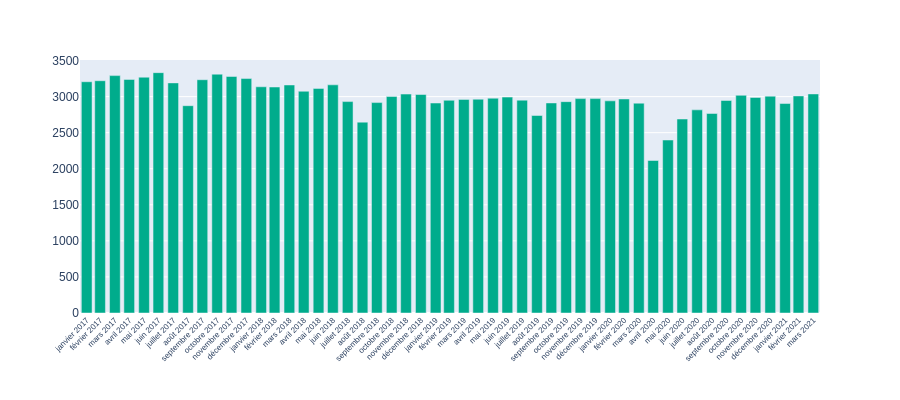 3500
3000
2500
2000
1500
1000
500
0
janvier 2017
février 2017
mars 2017
avril 2017
mai 2017
juin 2017
juillet 2017
août 2017
septembre 2017
octobre 2017
novembre 2017
décembre 2017
janvier 2018
février 2018
mars 2018
avril 2018
mai 2018
juin 2018
juillet 2018
août 2018
septembre 2018
octobre 2018
novembre 2018
décembre 2018
janvier 2019
février 2019
mars 2019
avril 2019
mai 2019
juin 2019
juillet 2019
août 2019
septembre 2019
octobre 2019
novembre 2019
décembre 2019
janvier 2020
février 2020
mars 2020
avril 2020
mai 2020
juin 2020
juillet 2020
août 2020
septembre 2020
octobre 2020
novembre 2020
décembre 2020
janvier 2021
février 2021
mars 2021